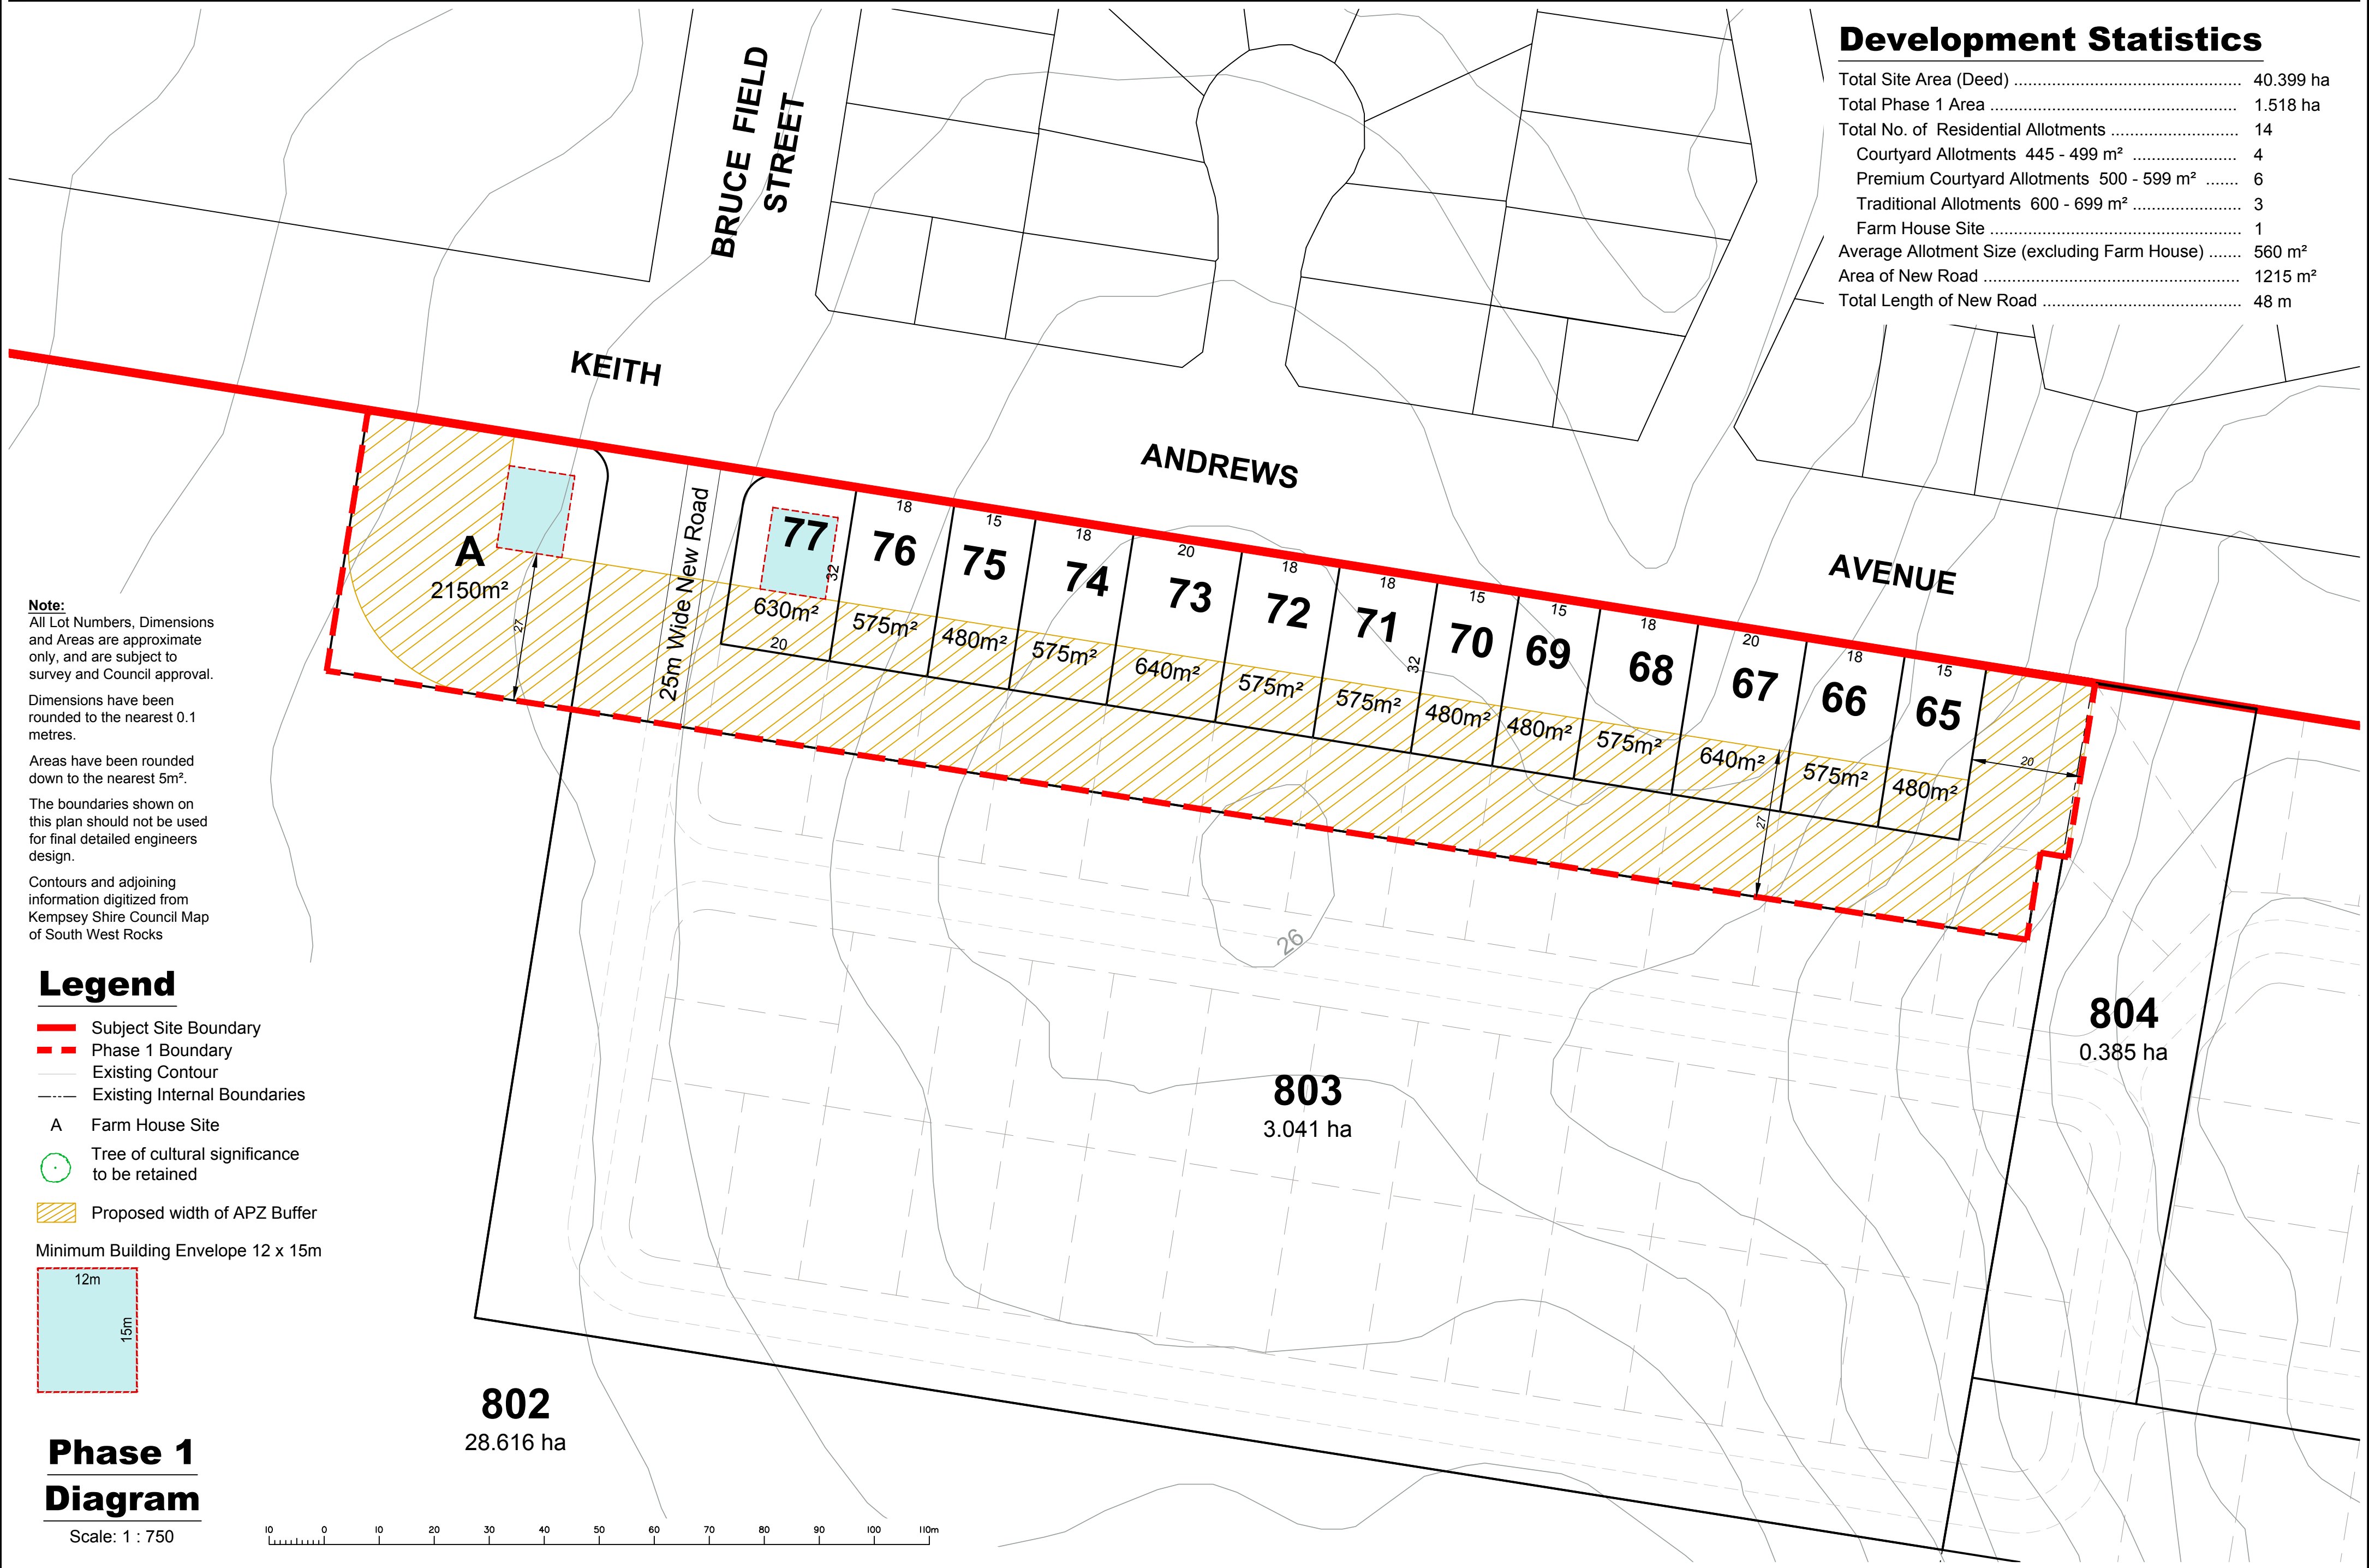 Development Statistics
Total Site Area (Deed) ................................................ 40.399 ha
Total Phase 1 Area .................................................... 1.518 ha
Total No. of Residential Allotments ........................... 14
Courtyard Allotments 445 - 499 m² ...................... 4
Premium Courtyard Allotments 500 - 599 m² ....... 6
Traditional Allotments 600 - 699 m² ....................... 3
Farm House Site ..................................................... 1
Average Allotment Size (excluding Farm House) ....... 560 m²
Area of New Road ...................................................... 1215 m²
Total Length of New Road .......................................... 48 m
BRUCE FIELD
STREET
KEITH
ANDREWS
AVENUE
A
2150m²
27
25m Wide New Road
77
32
630m²
20
18
76
575m²
15
75
480m²
18
74
575m²
20
73
640m²
18
72
575m²
18
71
575m²
32
15
70
480m²
15
69
480m²
18
68
575m²
20
67
640m²
27
18
66
575m²
15
65
480m²
20
26
803
3.041 ha
804
0.385 ha
802
28.616 ha
Note:
All Lot Numbers, Dimensions
and Areas are approximate
only, and are subject to
survey and Council approval.
Dimensions have been
rounded to the nearest 0.1
metres.
Areas have been rounded
down to the nearest 5m².
The boundaries shown on
this plan should not be used
for final detailed engineers
design.
Contours and adjoining
information digitized from
Kempsey Shire Council Map
of South West Rocks
Legend
Subject Site Boundary
Phase 1 Boundary
Existing Contour
Existing Internal Boundaries
A Farm House Site
Tree of cultural significance
to be retained
Proposed width of APZ Buffer
Minimum Building Envelope 12 x 15m
12m
15m
Phase 1
Diagram
Scale: 1 : 750
10 0 10 20 30 40 50 60 70 80 90 100 110m